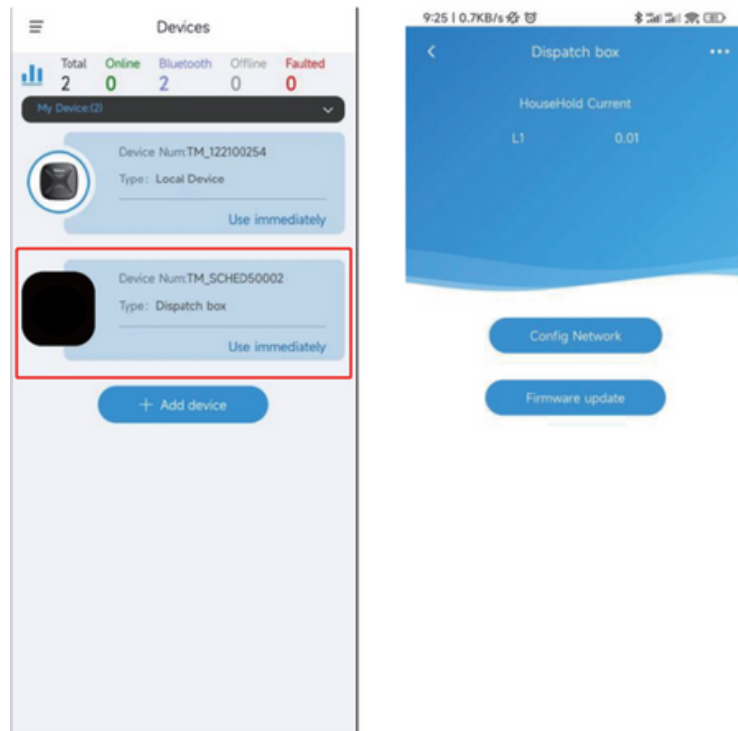 Devices
Total Online Bluetooth Offline Faulted
2 0 2 0 0
My Device:(2)
Device Num:TM_122100254
Type: Local Device
Use immediately
Device Num:TM_SCHED50002
Type: Dispatch box
Use immediately
+ Add device
9:25 | 0.7KB/s
Dispatch box
HouseHold Current
L1 0.01
Config Network
Firmware update